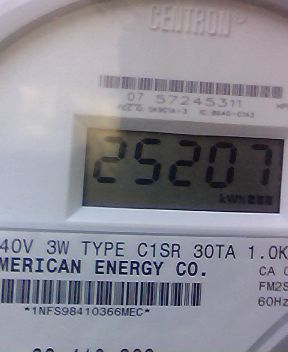 CENTRON®
07 57245311
25207
kWh
40V 3W TYPE C1SR 30TA 1.0K
MERICAN ENERGY CO.
CA 0
FM2S
60Hz
*1NFS98410366MEC*